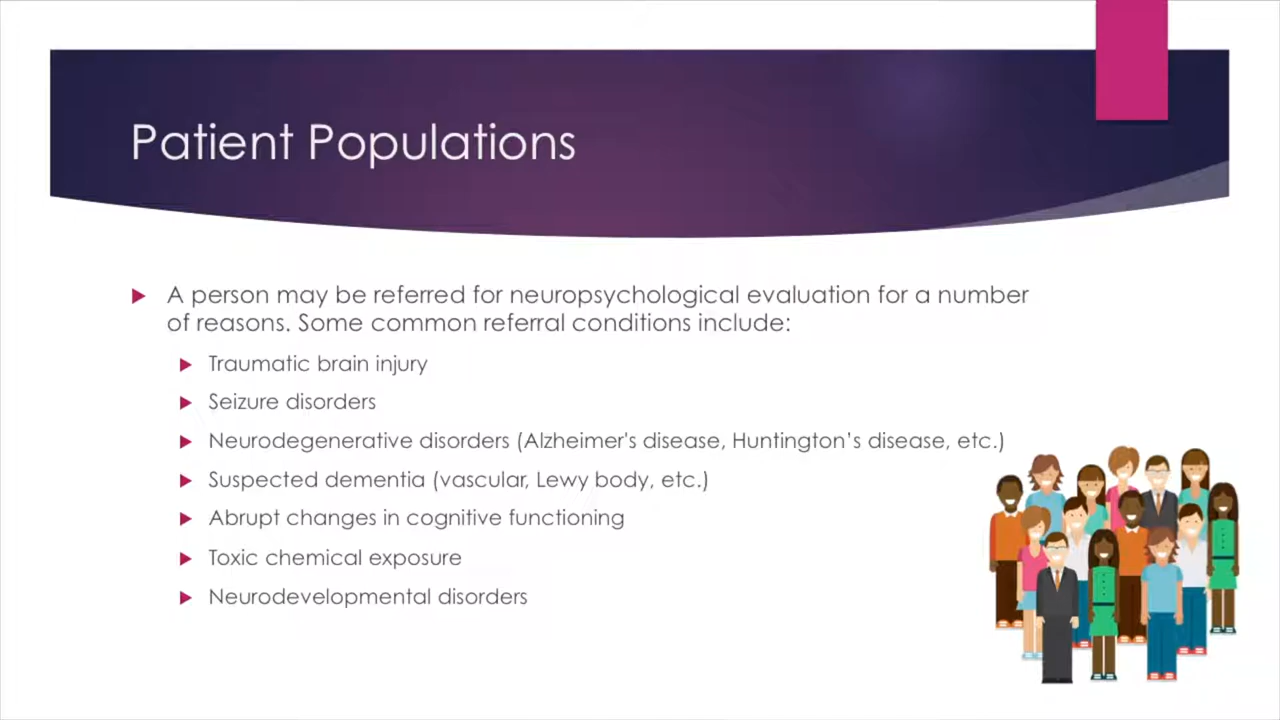 Patient Populations
A person may be referred for neuropsychological evaluation for a number
of reasons. Some common referral conditions include:
Traumatic brain injury
Seizure disorders
Neurodegenerative disorders (Alzheimer's disease, Huntington’s disease, etc.)
Suspected dementia (vascular, Lewy body, etc.)
Abrupt changes in cognitive functioning
Toxic chemical exposure
Neurodevelopmental disorders